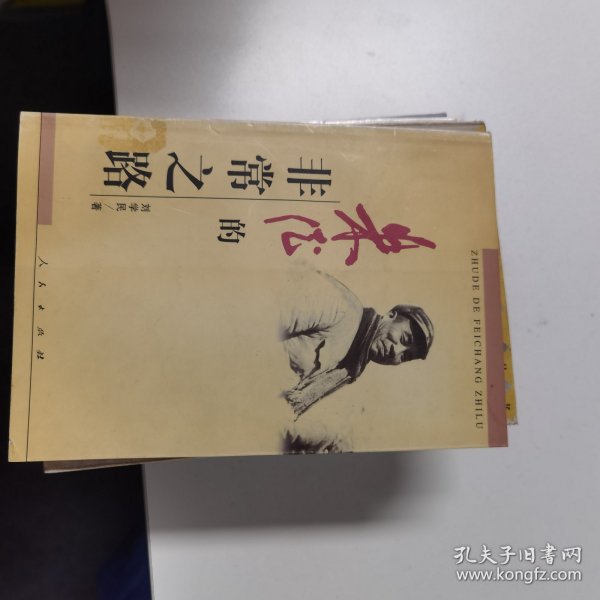 ZHUDE DE FEICHANG ZHILU
朱德
的
非常之路
刘学民/著
人民出版社
孔夫子旧书网
www.kongfz.com